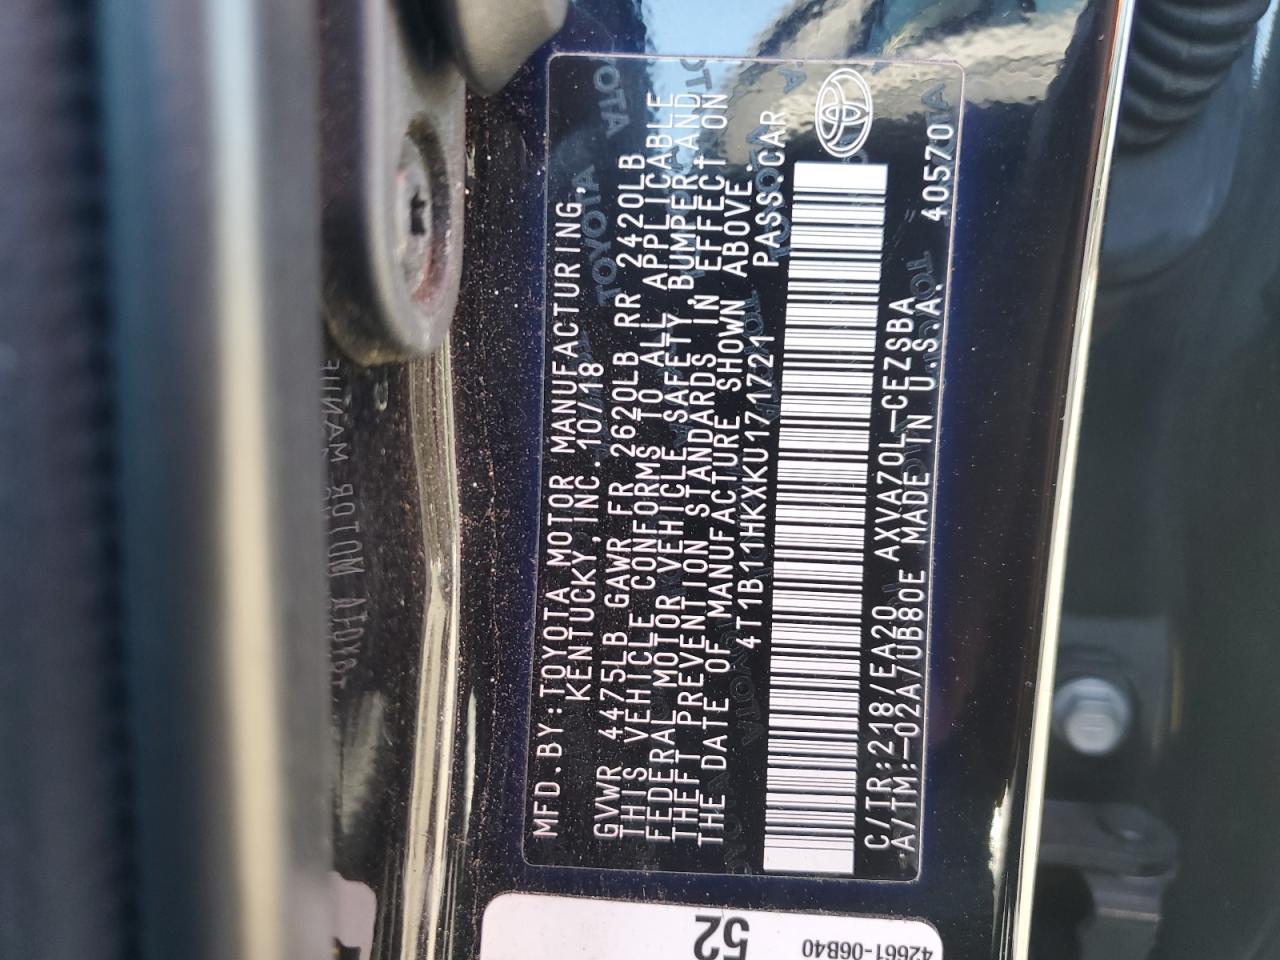 MFD.BY:TOYOTA MOTOR MANUFACTURING,
KENTUCKY,INC. 10/18
GVWR 4475LB GAWR FR 2620LB RR 2420LB
THIS VEHICLE CONFORMS TO ALL APPLICABLE
FEDERAL MOTOR VEHICLE SAFETY,BUMPER,AND
THEFT PREVENTION STANDARDS IN EFFECT ON
THE DATE OF MANUFACTURE SHOWN ABOVE.
4T1B11HKXKU171721 PASS.CAR
C/TR:218/EA20 AXVA70L-CEZSBA
A/TM:-02A/UB80E MADE IN U.S.A. 40570
52
42661-06B40